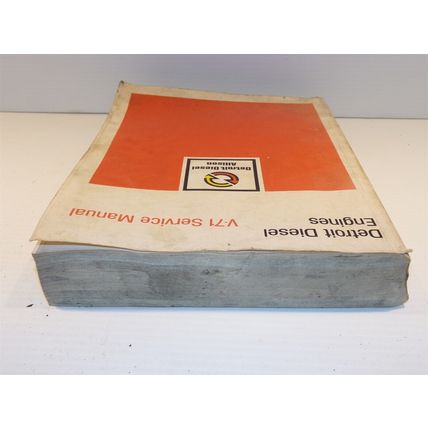 Detroit Diesel
Engines
V-71 Service Manual
Detroit Diesel
Allison